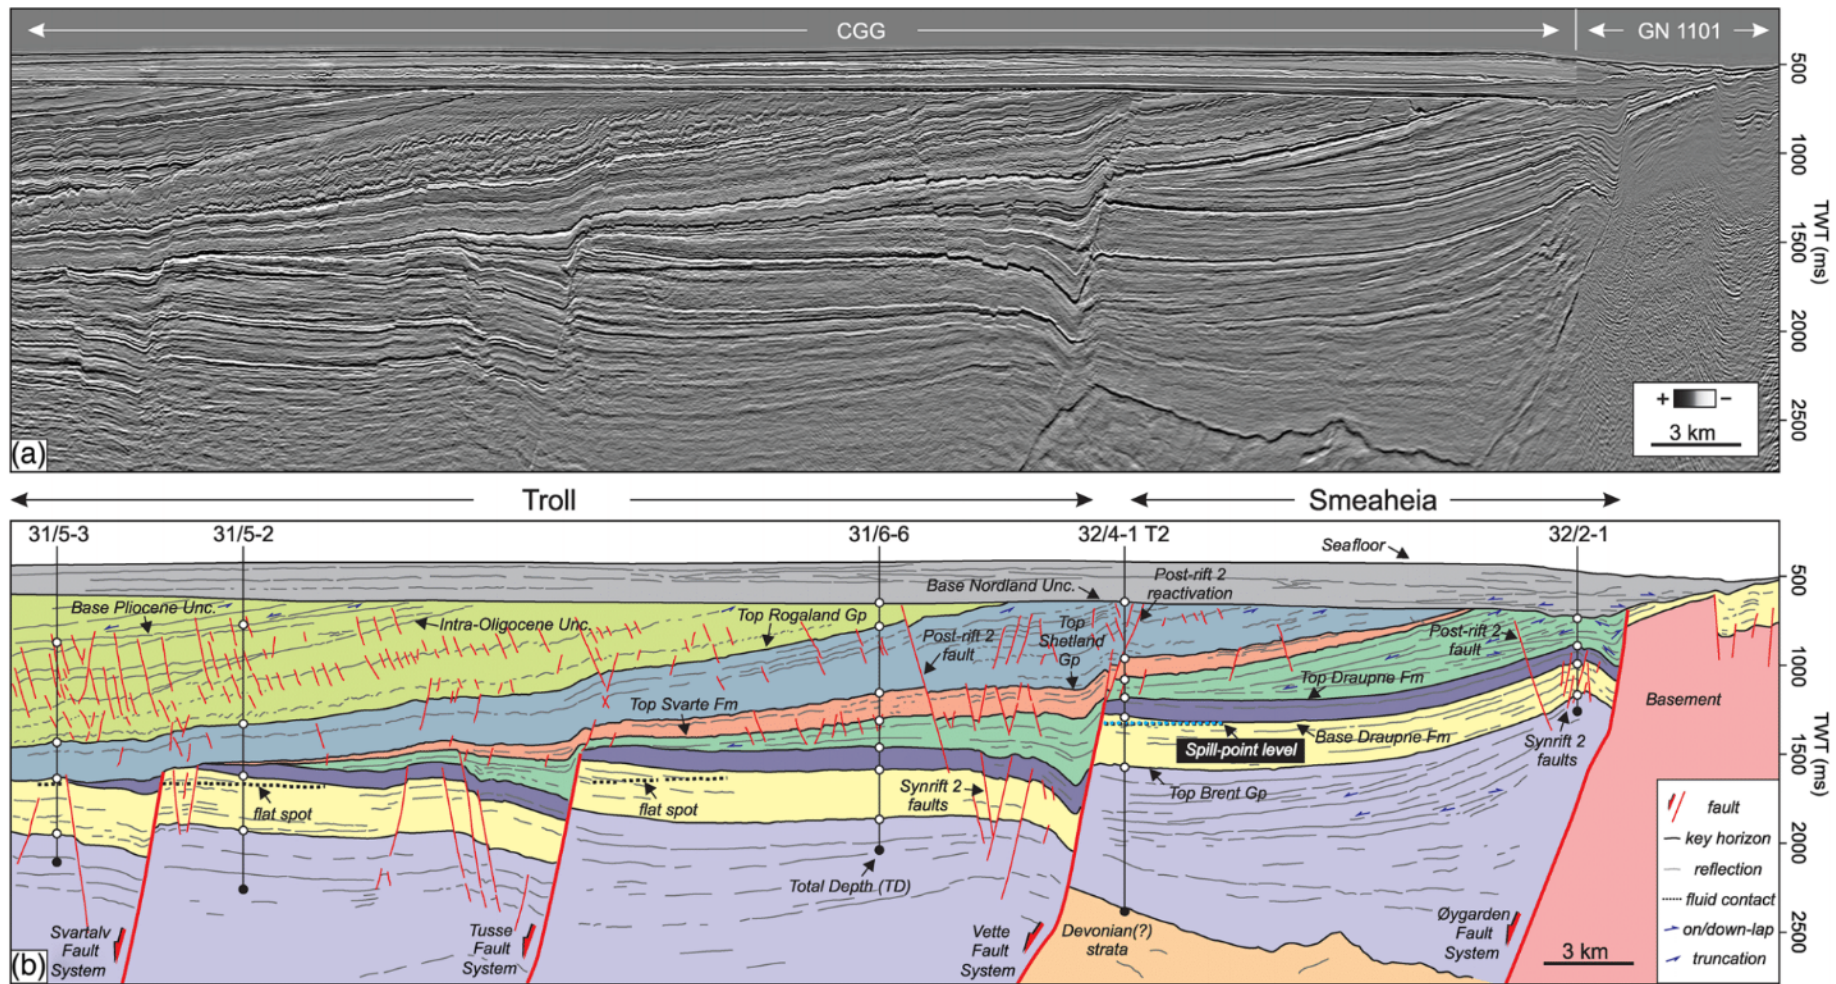 CGG
GN 1101
500
1000
1500
2000
2500
TWT (ms)
+ −
3 km
(a)
Troll
Smeaheia
31/5-3
31/5-2
31/6-6
32/4-1 T2
32/2-1
Seafloor
Base Nordland Unc.
Post-rift 2
reactivation
Base Pliocene Unc.
Intra-Oligocene Unc.
Top Rogaland Gp
Post-rift 2
fault
Top
Shetland
Gp
Post-rift 2
fault
Top Svarte Fm
Top Draupne Fm
Basement
Spill-point level
Base Draupne Fm
Synrift 2
faults
flat spot
flat spot
Synrift 2
faults
Top Brent Gp
Total Depth (TD)
Svartalv
Fault
System
Tusse
Fault
System
Vette
Fault
System
Devonian(?)
strata
Øygarden
Fault
System
3 km
(b)
fault
key horizon
reflection
fluid contact
on/down-lap
truncation
500
1000
1500
2000
2500
TWT (ms)